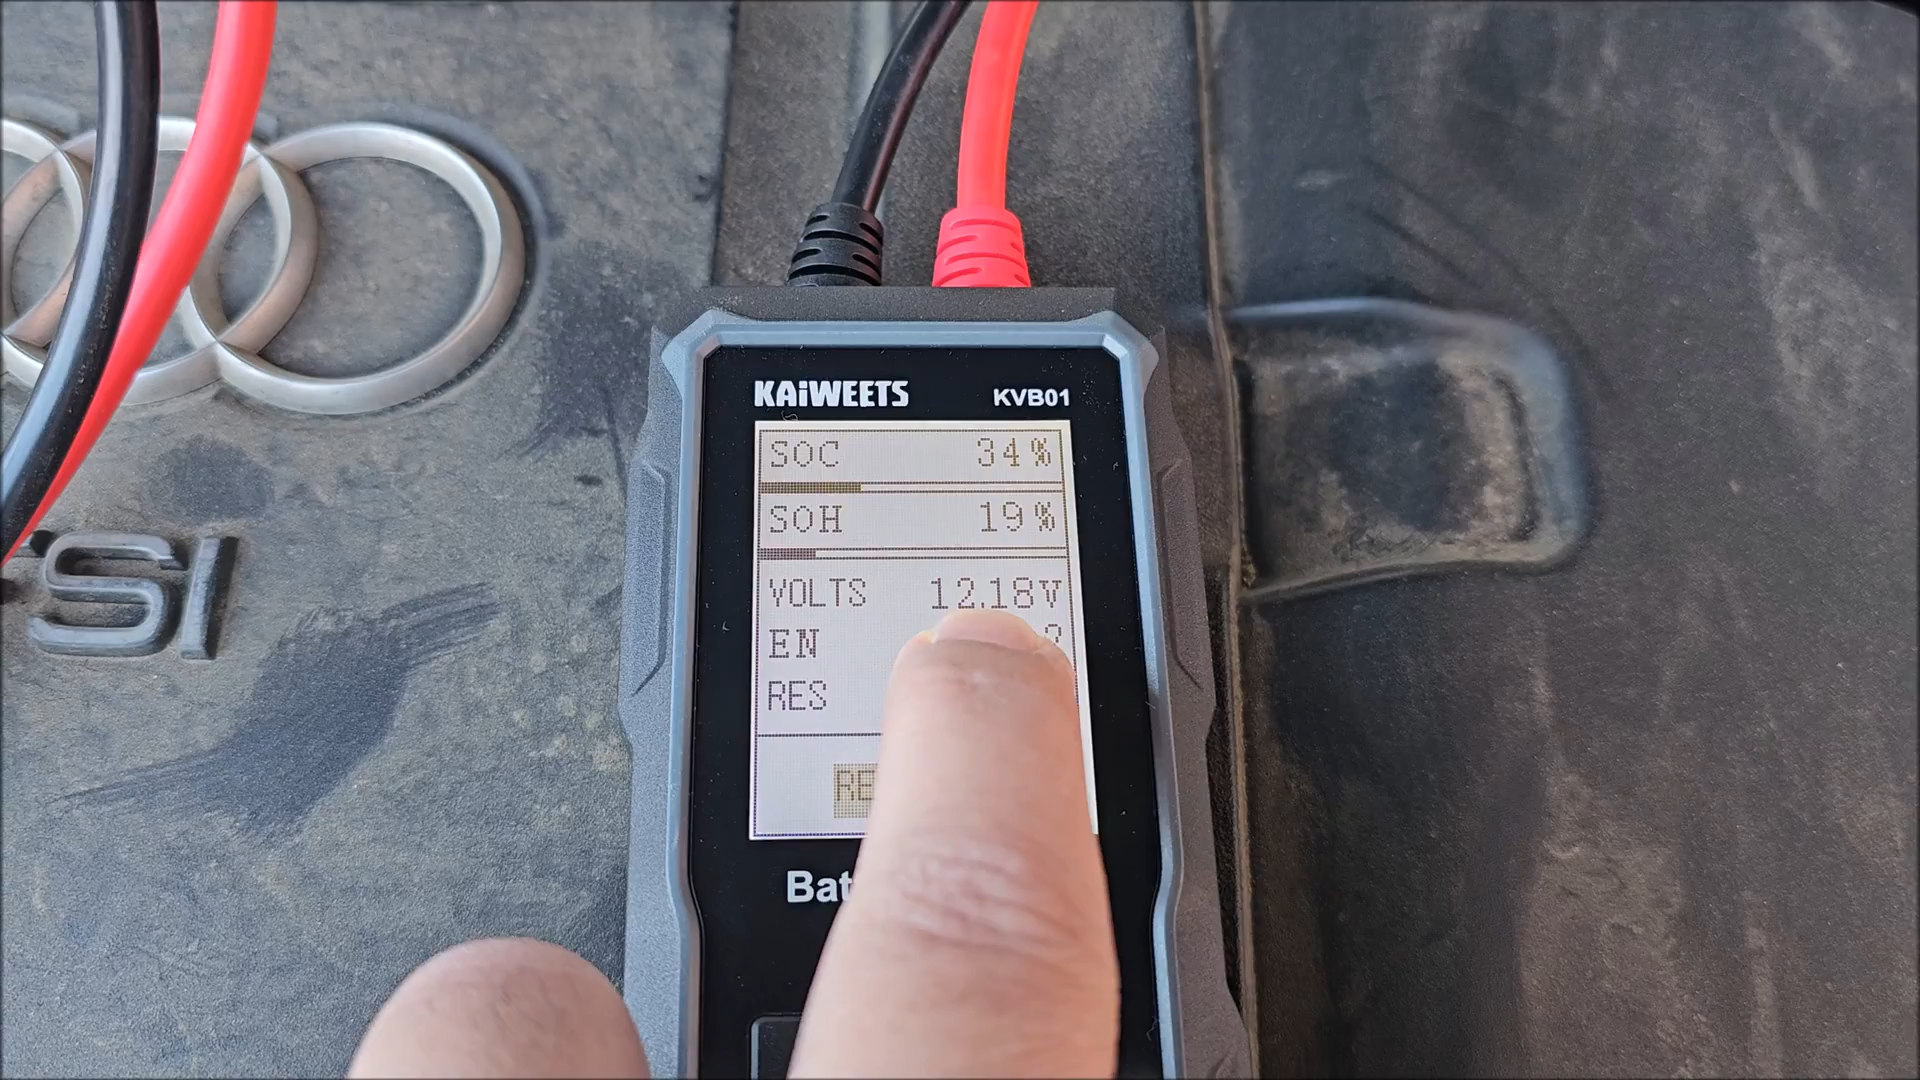 KAiWEETS KVB01
SOC 34%
SOH 19%
VOLTS 12.18V
EN
RES
SI